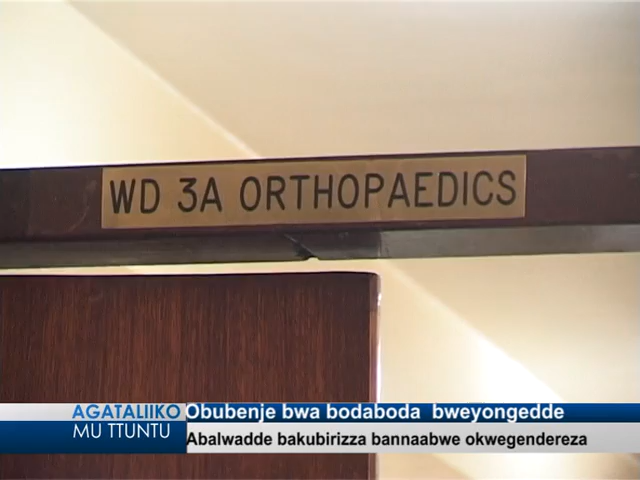 WD 3A ORTHOPAEDICS
AGATALIIKO
MU TTUNTU
Obubenje bwa bodaboda bweyongedde
Abalwadde bakubirizza bannaabwe okwegendereza